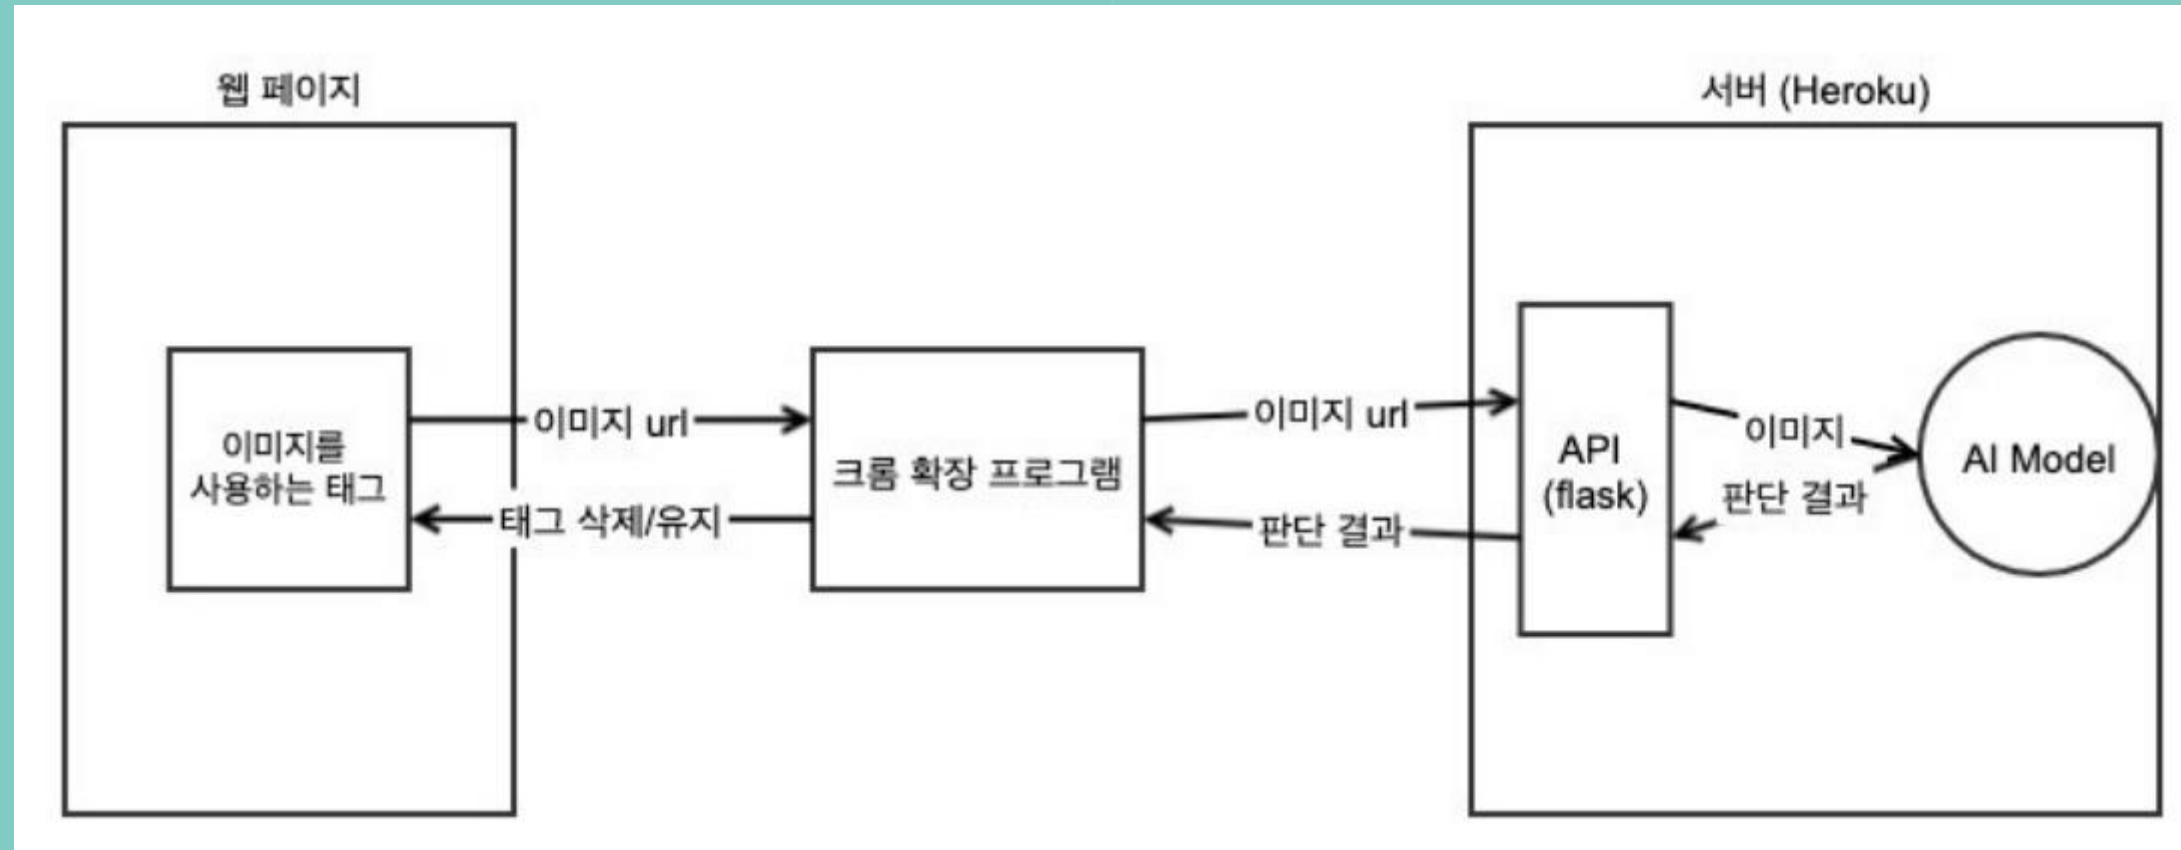 웹 페이지
이미지를
사용하는 태그
이미지 url
태그 삭제/유지
크롬 확장 프로그램
이미지 url
판단 결과
서버 (Heroku)
API
(flask)
이미지
판단 결과
AI Model